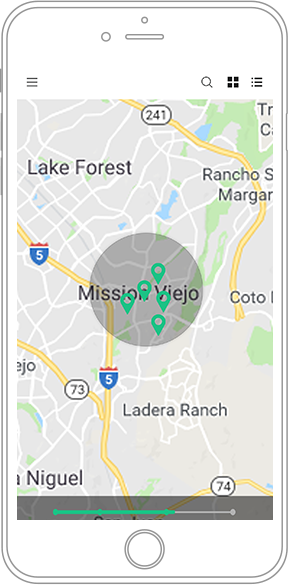 241
Tr
Ca
Lake Forest
Rancho S
Margar
5
Mission Viejo
Coto D
ejo
5
73
Ladera Ranch
a Niguel
74